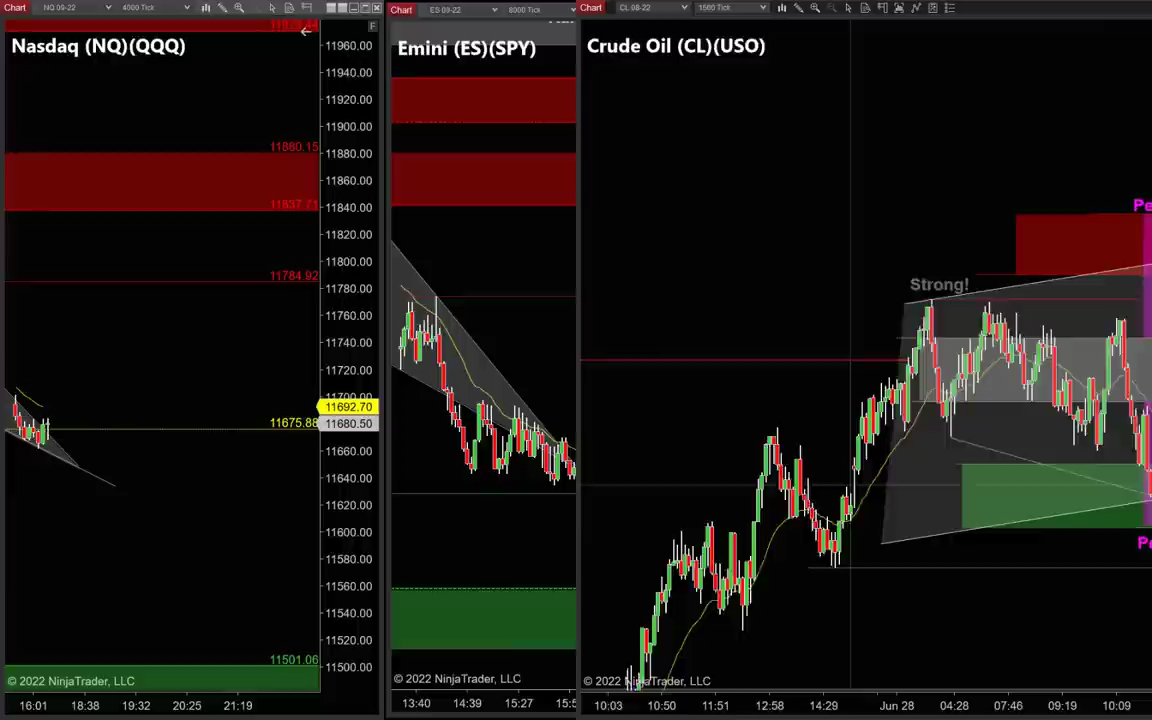 Chart NQ 09-22 4000 Tick
Chart ES 09-22 8000 Tick
Chart CL 08-22 1500 Tick
Nasdaq (NQ)(QQQ)
Emini (ES)(SPY)
Crude Oil (CL)(USO)
F
11960.00
11940.00
11920.00
11900.00
11880.15
11880.00
11860.00
11837.71
11840.00
11820.00
11800.00
11784.92
11780.00
11760.00
11740.00
11720.00
11700.00
11692.70
11675.88
11680.50
11660.00
11640.00
11620.00
11600.00
11580.00
11560.00
11540.00
11520.00
11501.06
11500.00
Strong!
© 2022 NinjaTrader, LLC
© 2022 NinjaTrader, LLC
© 2022 NinjaTrader, LLC
16:01 18:38 19:32 20:25 21:19
13:40 14:39 15:27
10:03 10:50 11:51 12:58 14:29 Jun 28 04:28 07:46 09:19 10:09